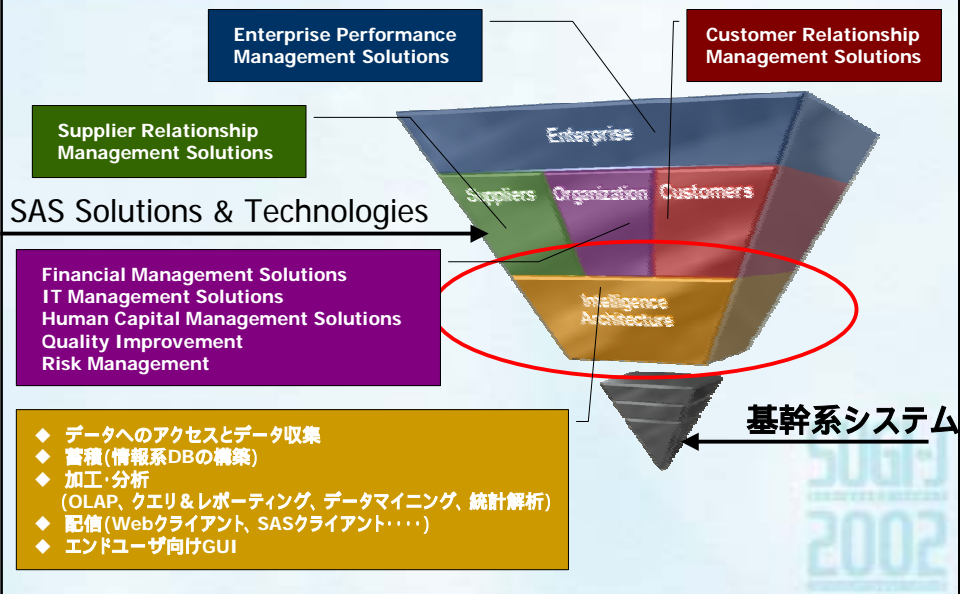 Enterprise Performance
Management Solutions
Customer Relationship
Management Solutions
Supplier Relationship
Management Solutions
Enterprise
Suppliers
Organization
Customers
SAS Solutions & Technologies
Financial Management Solutions
IT Management Solutions
Human Capital Management Solutions
Quality Improvement
Risk Management
Intelligence
Architecture
基幹系システム
◆ データへのアクセスとデータ収集
◆ 蓄積(情報系DBの構築)
◆ 加工・分析
(OLAP、クエリ&レポーティング、データマイニング、統計解析)
◆ 配信(Webクライアント、SASクライアント・・・・)
◆ エンドユーザ向けGUI
SUGI-J
2002